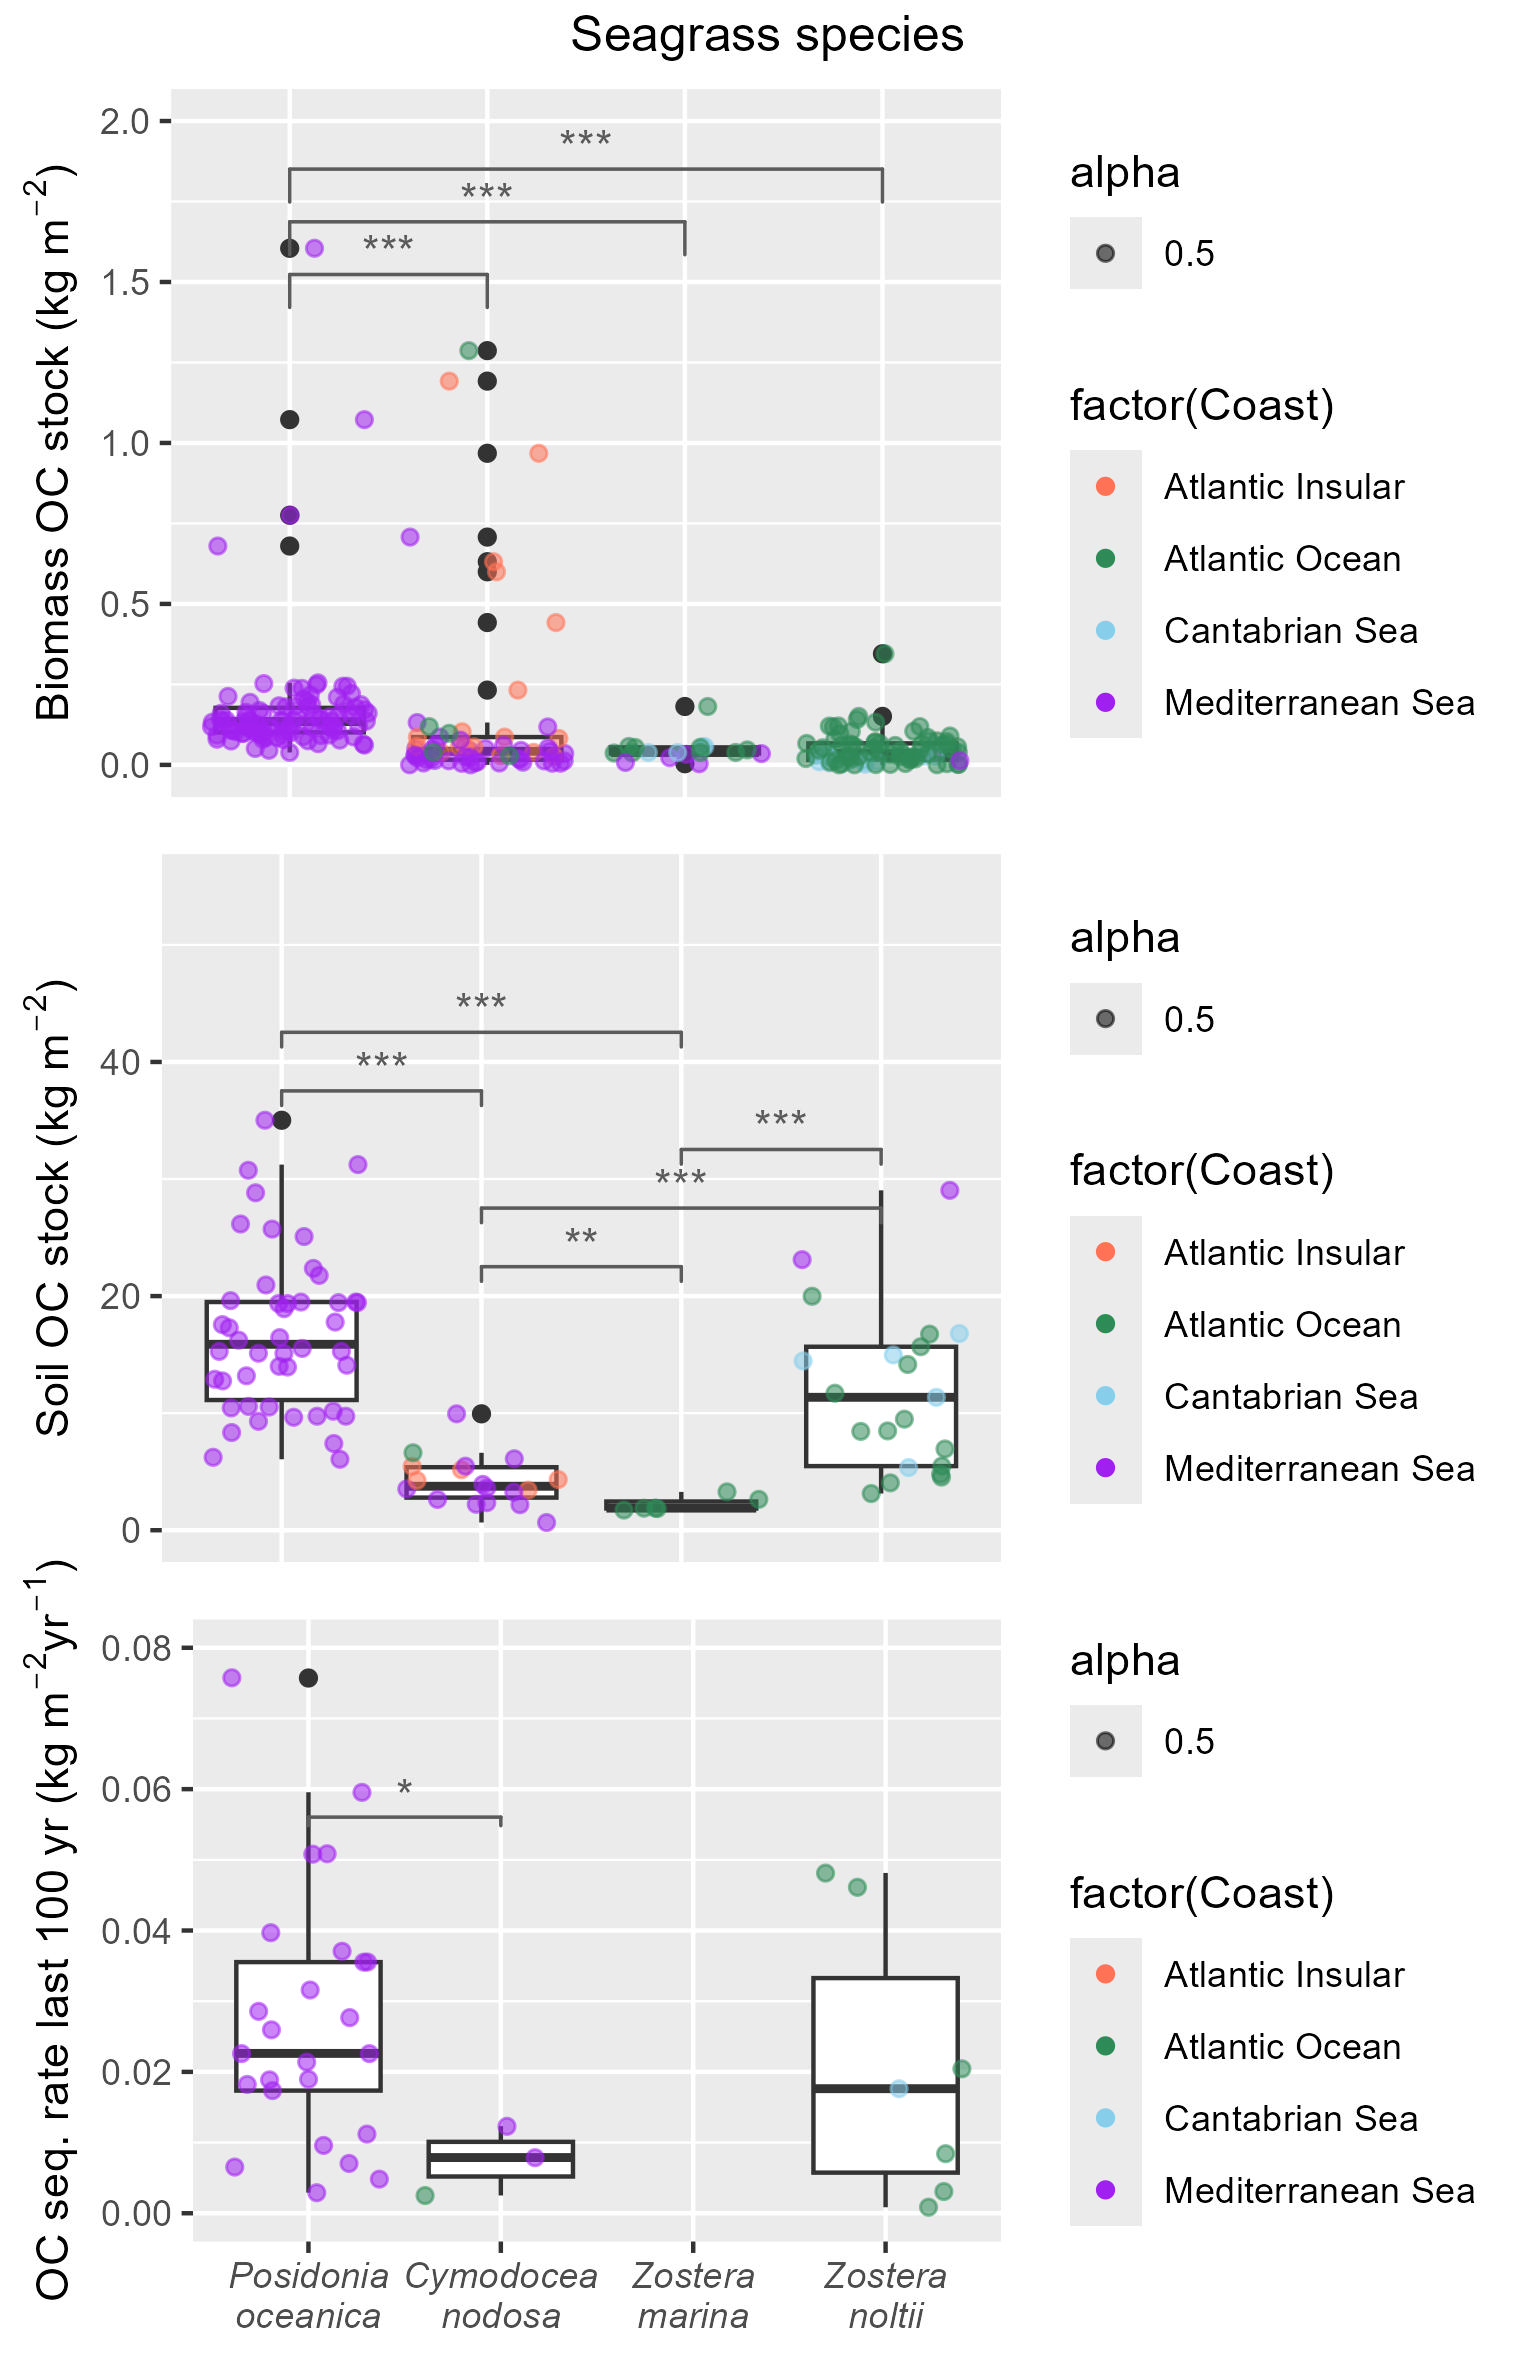 Seagrass species
Biomass OC stock (kg m−2)
2.0
1.5
1.0
0.5
0.0
***
***
***
alpha
0.5
factor(Coast)
Atlantic Insular
Atlantic Ocean
Cantabrian Sea
Mediterranean Sea
Soil OC stock (kg m−2)
40
20
0
***
***
***
***
**
alpha
0.5
factor(Coast)
Atlantic Insular
Atlantic Ocean
Cantabrian Sea
Mediterranean Sea
OC seq. rate last 100 yr (kg m−2yr−1)
0.08
0.06
0.04
0.02
0.00
*
alpha
0.5
factor(Coast)
Atlantic Insular
Atlantic Ocean
Cantabrian Sea
Mediterranean Sea
Posidonia
oceanica
Cymodocea
nodosa
Zostera
marina
Zostera
noltii